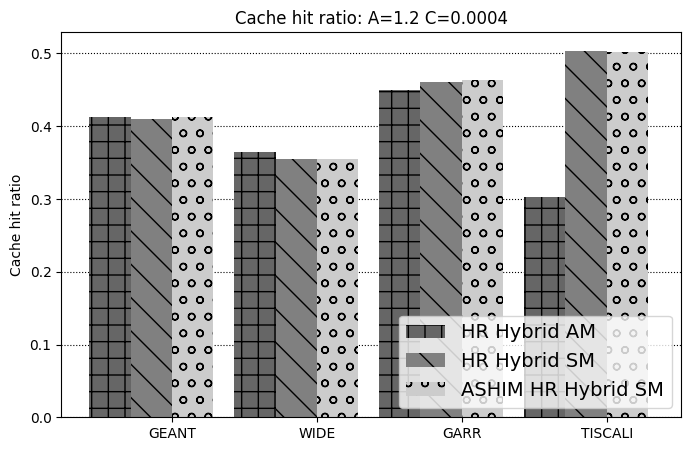 Cache hit ratio: A=1.2 C=0.0004
Cache hit ratio
0.5
0.4
0.3
0.2
0.1
0.0
HR Hybrid AM
HR Hybrid SM
ASHIM HR Hybrid SM
GEANT
WIDE
GARR
TISCALI